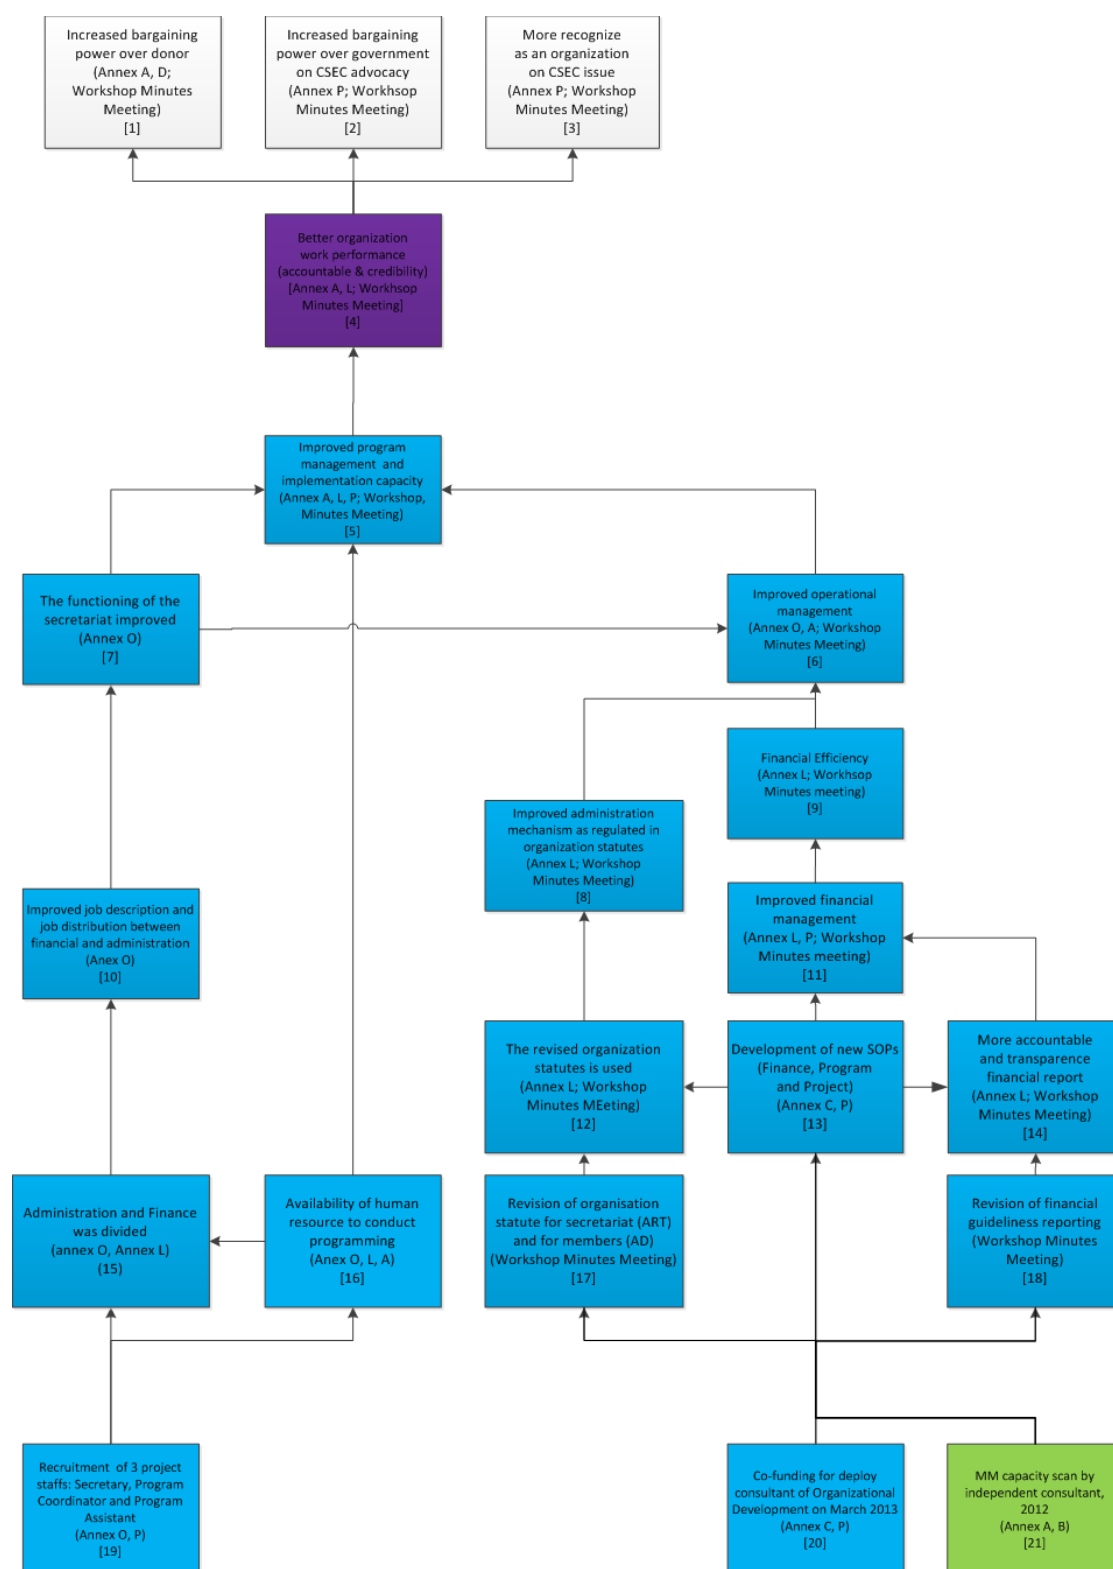 Increased bargaining
power over donor
(Annex A, D;
Workshop Minutes
Meeting)
[1]
Increased bargaining
power over government
on CSEC advocacy
(Annex P; Workhsop
Minutes Meeting)
[2]
More recognize
as an organization
on CSEC issue
(Annex P; Workshop
Minutes Meeting)
[3]
Better organization
work performance
(accountable & credibility)
[Annex A, L; Workhsop
Minutes Meeting]
[4]
Improved program
management and
implementation capacity
(Annex A, L, P; Workshop,
Minutes Meeting)
[5]
The functioning of the
secretariat improved
(Annex O)
[7]
Improved operational
management
(Annex O, A; Workshop
Minutes Meeting)
[6]
Financial Efficiency
(Annex L; Workhsop
Minutes meeting)
[9]
Improved administration
mechanism as regulated in
organization statutes
(Annex L; Workshop
Minutes Meeting)
[8]
Improved job description and
job distribution between
financial and administration
(Anex O)
[10]
Improved financial
management
(Annex L, P; Workshop
Minutes meeting)
[11]
The revised organization
statutes is used
(Annex L; Workshop
Minutes MEeting)
[12]
Development of new SOPs
(Finance, Program
and Project)
(Annex C, P)
[13]
More accountable
and transparence
financial report
(Annex L; Workshop
Minutes Meeting)
[14]
Administration and Finance
was divided
(annex O, Annex L)
(15)
Availability of human
resource to conduct
programming
(Anex O, L, A)
[16]
Revision of organisation
statute for secretariat (ART)
and for members (AD)
(Workshop Minutes Meeting)
[17]
Revision of financial
guideliness reporting
(Workshop Minutes
Meeting)
[18]
Recruitment of 3 project
staffs: Secretary, Program
Coordinator and Program
Assistant
(Annex O, P)
[19]
Co-funding for deploy
consultant of Organizational
Development on March 2013
(Annex C, P)
[20]
MM capacity scan by
independent consultant,
2012
(Annex A, B)
[21]